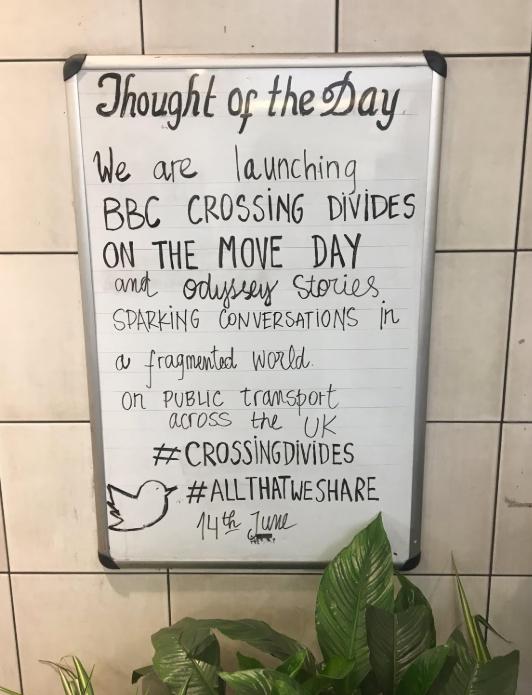 Thought of the Day
We are launching
BBC CROSSING DIVIDES
ON THE MOVE DAY
and odyssey Stories
SPARKING CONVERSATIONS in
a fragmented world.
on PUBLIC transport
across the UK
#CROSSINGDIVIDES
#ALLTHATWESHARE
14th June